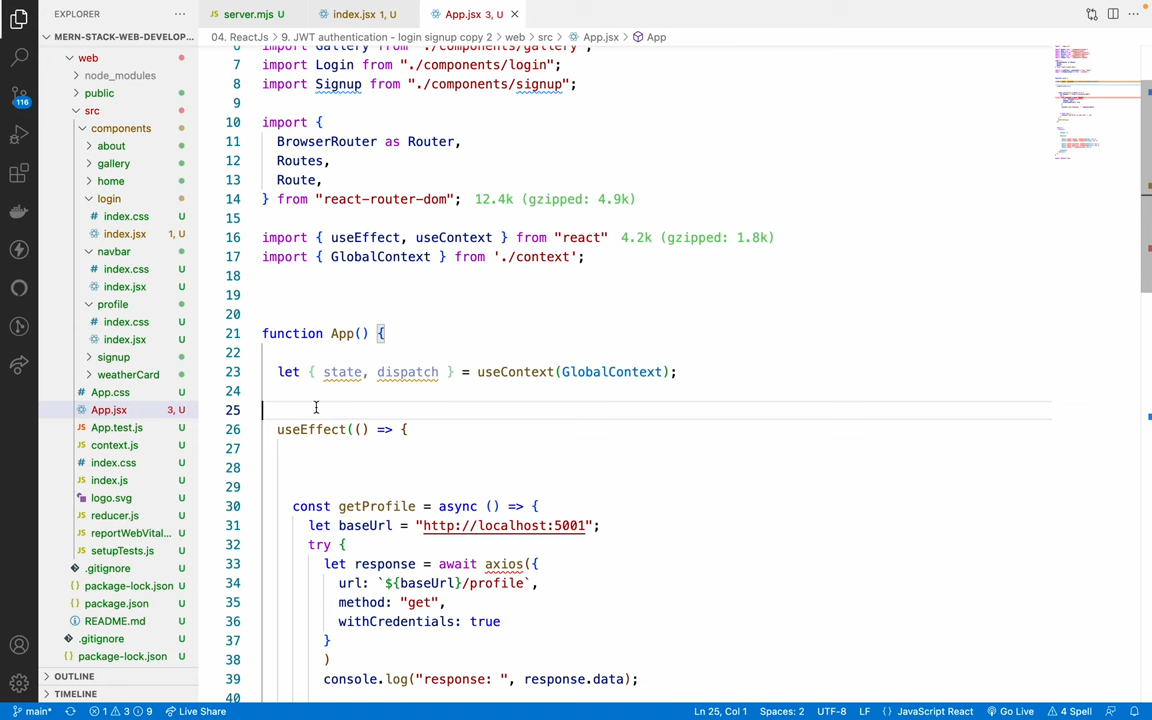 EXPLORER
server.mjs U
index.jsx 1, U
App.jsx 3, U
MERN-STACK-WEB-DEVELOP...
04. ReactJs > 9. JWT authentication - login signup copy 2 > web > src > App.jsx > App
web
node_modules
public
src
components
about
gallery
home
login
index.css U
index.jsx 1, U
navbar
index.css U
index.jsx U
profile
index.css U
index.jsx U
signup
weatherCard
App.css U
App.jsx 3, U
App.test.js U
context.js U
index.css U
index.js U
logo.svg U
reducer.js U
reportWebVital... U
setupTests.js U
.gitignore U
package-lock.json U
package.json U
README.md U
.gitignore U
package-lock.json U
OUTLINE
TIMELINE
116
6 import Gallery from "./components/gallery";
7 import Login from "./components/login";
8 import Signup from "./components/signup";
9
10 import {
11 BrowserRouter as Router,
12 Routes,
13 Route,
14 } from "react-router-dom"; 12.4k (gzipped: 4.9k)
15
16 import { useEffect, useContext } from "react" 4.2k (gzipped: 1.8k)
17 import { GlobalContext } from './context';
18
19
20
21 function App() {
22
23 let { state, dispatch } = useContext(GlobalContext);
24
25
26 useEffect(() => {
27
28
29
30 const getProfile = async () => {
31 let baseUrl = "http://localhost:5001";
32 try {
33 let response = await axios({
34 url: `${baseUrl}/profile`,
35 method: "get",
36 withCredentials: true
37 }
38 )
39 console.log("response: ", response.data);
40
main* 1 3 9 Live Share
Ln 25, Col 1 Spaces: 2 UTF-8 LF {} JavaScript React Go Live 4 Spell